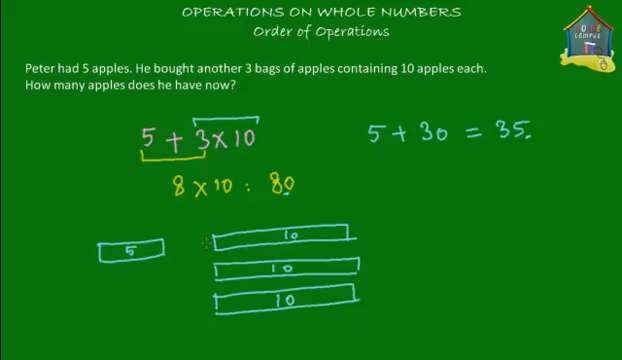 OPERATIONS ON WHOLE NUMBERS
Order of Operations
HOME
CAMPUS
Peter had 5 apples. He bought another 3 bags of apples containing 10 apples each.
How many apples does he have now?
5 + 3 × 10
5 + 30 = 35.
8 × 10 : 80
5
10
10
10